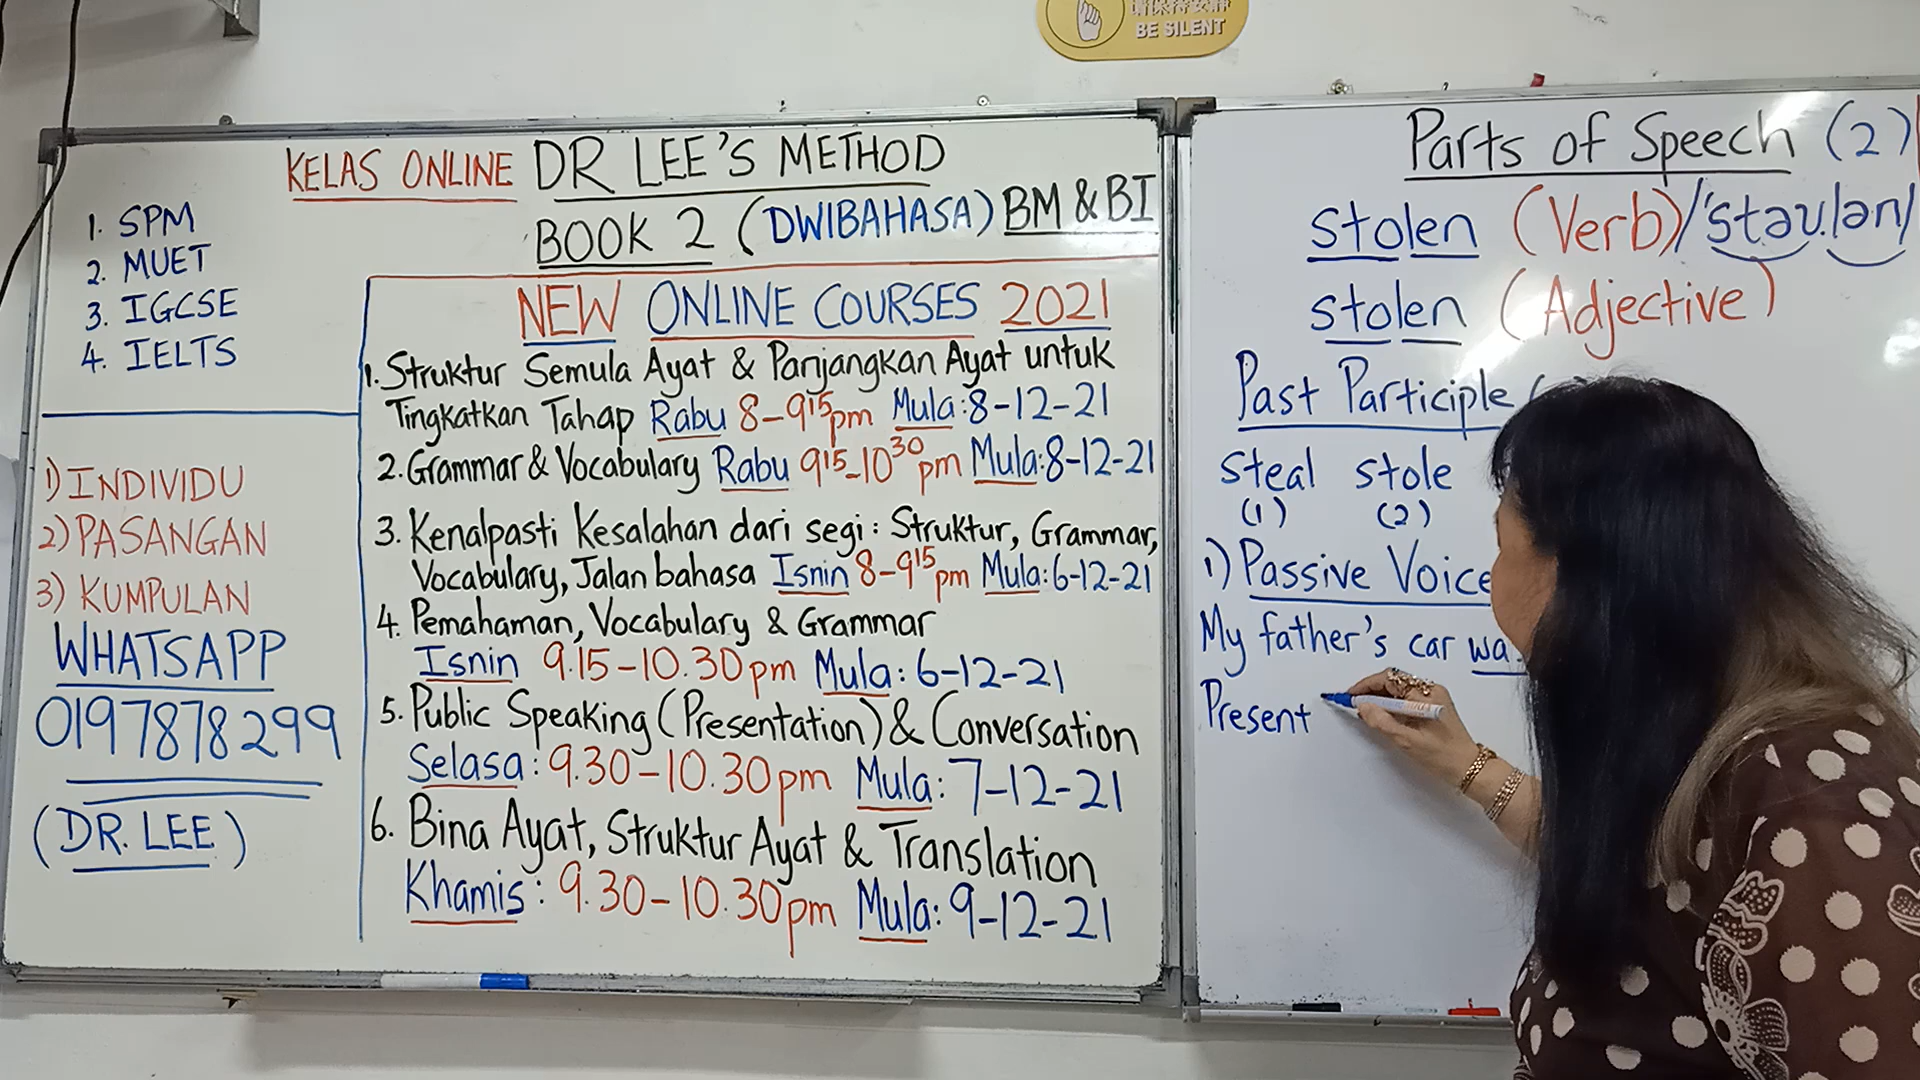 请保持安静
BE SILENT
KELAS ONLINE DR LEE'S METHOD
BOOK 2 (DWIBAHASA) BM & BI
1. SPM
2. MUET
3. IGCSE
4. IELTS
1) INDIVIDU
2) PASANGAN
3) KUMPULAN
WHATSAPP
0197878299
(DR. LEE)
NEW ONLINE COURSES 2021
1. Struktur Semula Ayat & Panjangkan Ayat untuk
Tingkatkan Tahap Rabu 8-915pm Mula: 8-12-21
2. Grammar & Vocabulary Rabu 915-1030pm Mula: 8-12-21
3. Kenalpasti Kesalahan dari segi: Struktur, Grammar,
Vocabulary, Jalan bahasa Isnin 8-915pm Mula: 6-12-21
4. Pemahaman, Vocabulary & Grammar
Isnin 9.15-10.30pm Mula: 6-12-21
5. Public Speaking (Presentation) & Conversation
Selasa: 9.30-10.30pm Mula: 7-12-21
6. Bina Ayat, Struktur Ayat & Translation
Khamis: 9.30-10.30pm Mula: 9-12-21
Parts of Speech (2)
stolen (Verb) /'stəʊ.lən/
stolen (Adjective)
Past Participle
steal stole
(1) (2)
1) Passive Voice
My father's car
Present